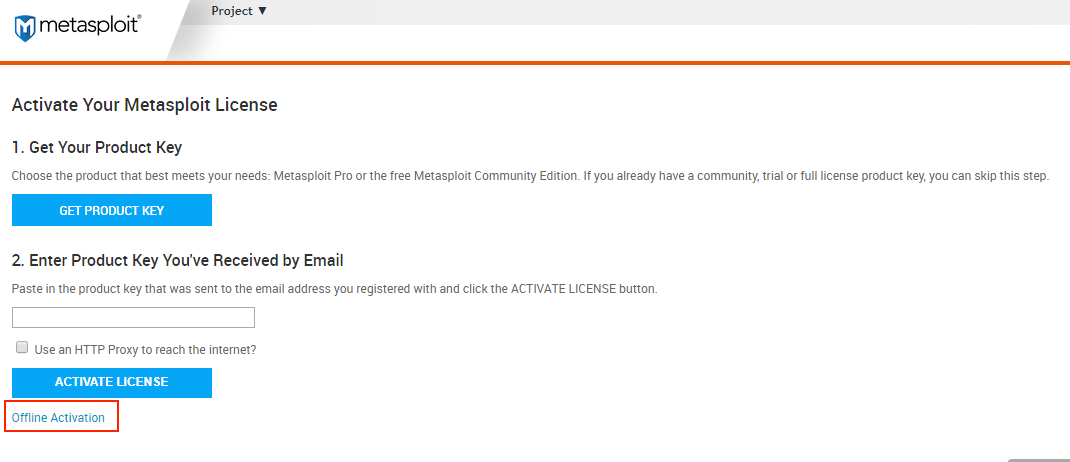 Project ▼
metasploit®
Activate Your Metasploit License
1. Get Your Product Key
Choose the product that best meets your needs: Metasploit Pro or the free Metasploit Community Edition. If you already have a community, trial or full license product key, you can skip this step.
GET PRODUCT KEY
2. Enter Product Key You've Received by Email
Paste in the product key that was sent to the email address you registered with and click the ACTIVATE LICENSE button.
Use an HTTP Proxy to reach the internet?
ACTIVATE LICENSE
Offline Activation